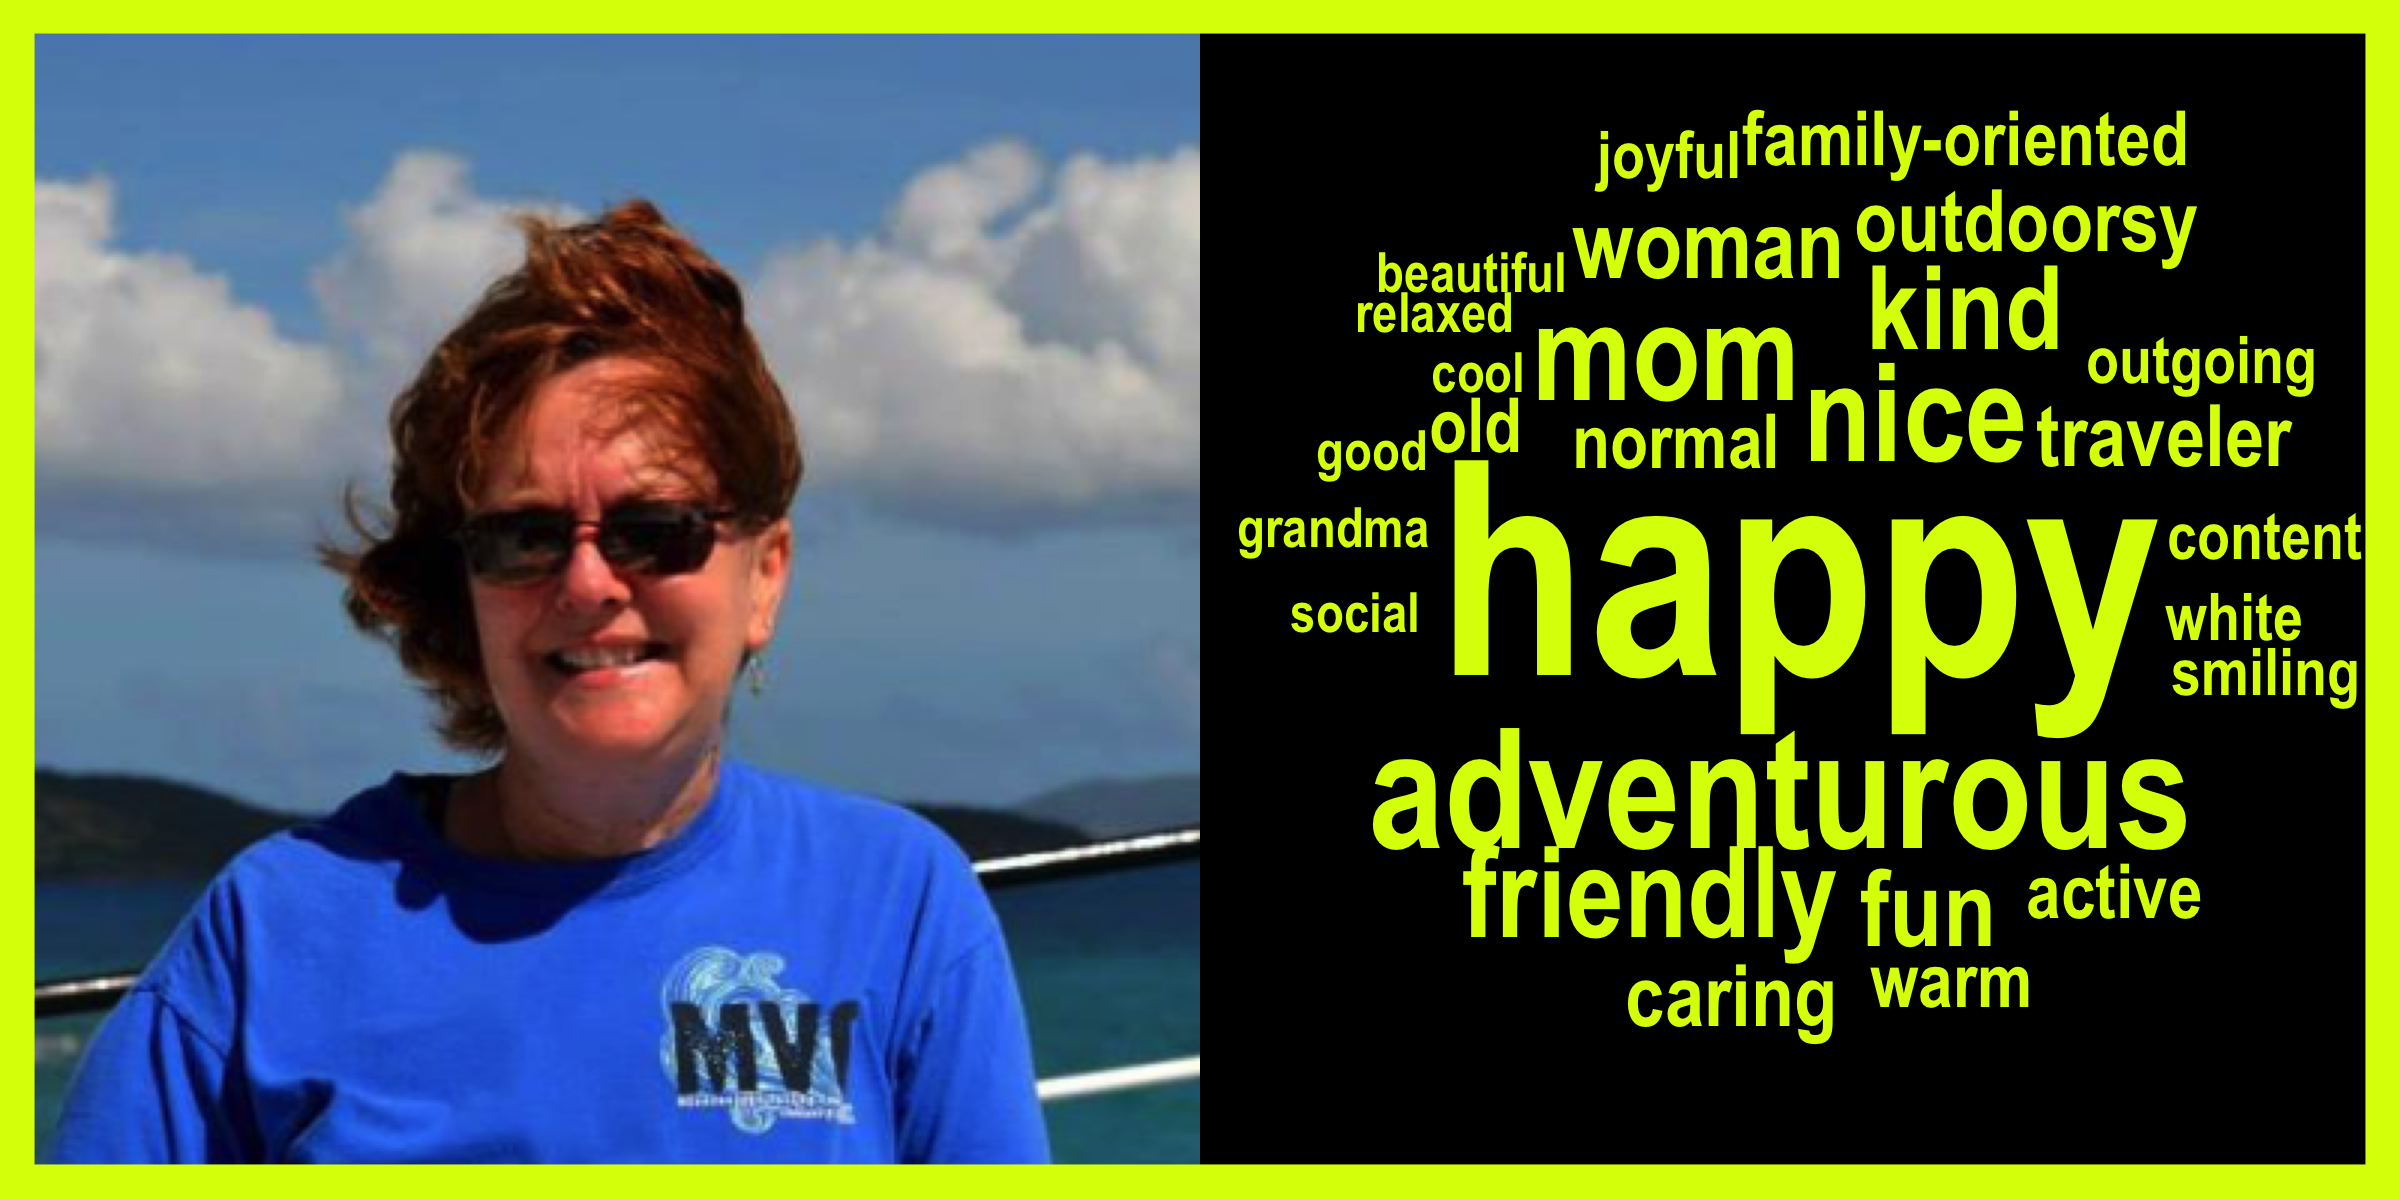 MV
joyful family-oriented
woman outdoorsy
beautiful
relaxed
kind
mom
cool
outgoing
nice
old
normal
traveler
good
happy
grandma
content
social
white
smiling
adventurous
friendly
fun
active
caring
warm